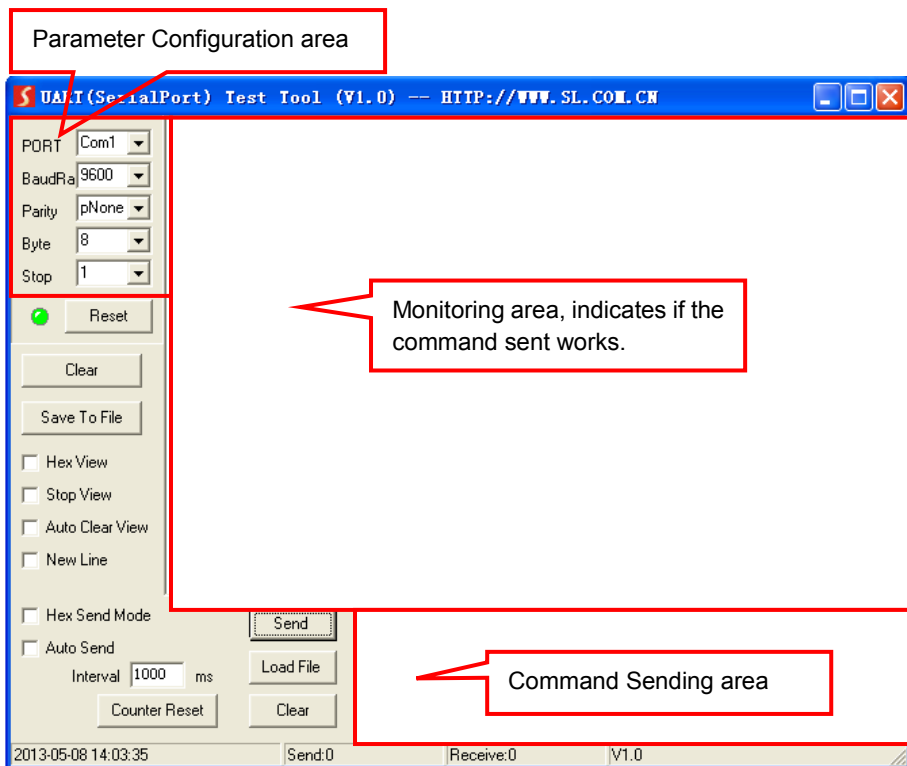 Parameter Configuration area
UART(SerialPort) Test Tool (V1.0) -- HTTP://WWW.SL.COM.CN
PORT Com1
BaudRa 9600
Parity pNone
Byte 8
Stop 1
Reset
Monitoring area, indicates if the
command sent works.
Clear
Save To File
Hex View
Stop View
Auto Clear View
New Line
Hex Send Mode
Send
Auto Send
Interval 1000 ms
Load File
Command Sending area
Counter Reset
Clear
2013-05-08 14:03:35 Send:0 Receive:0 V1.0